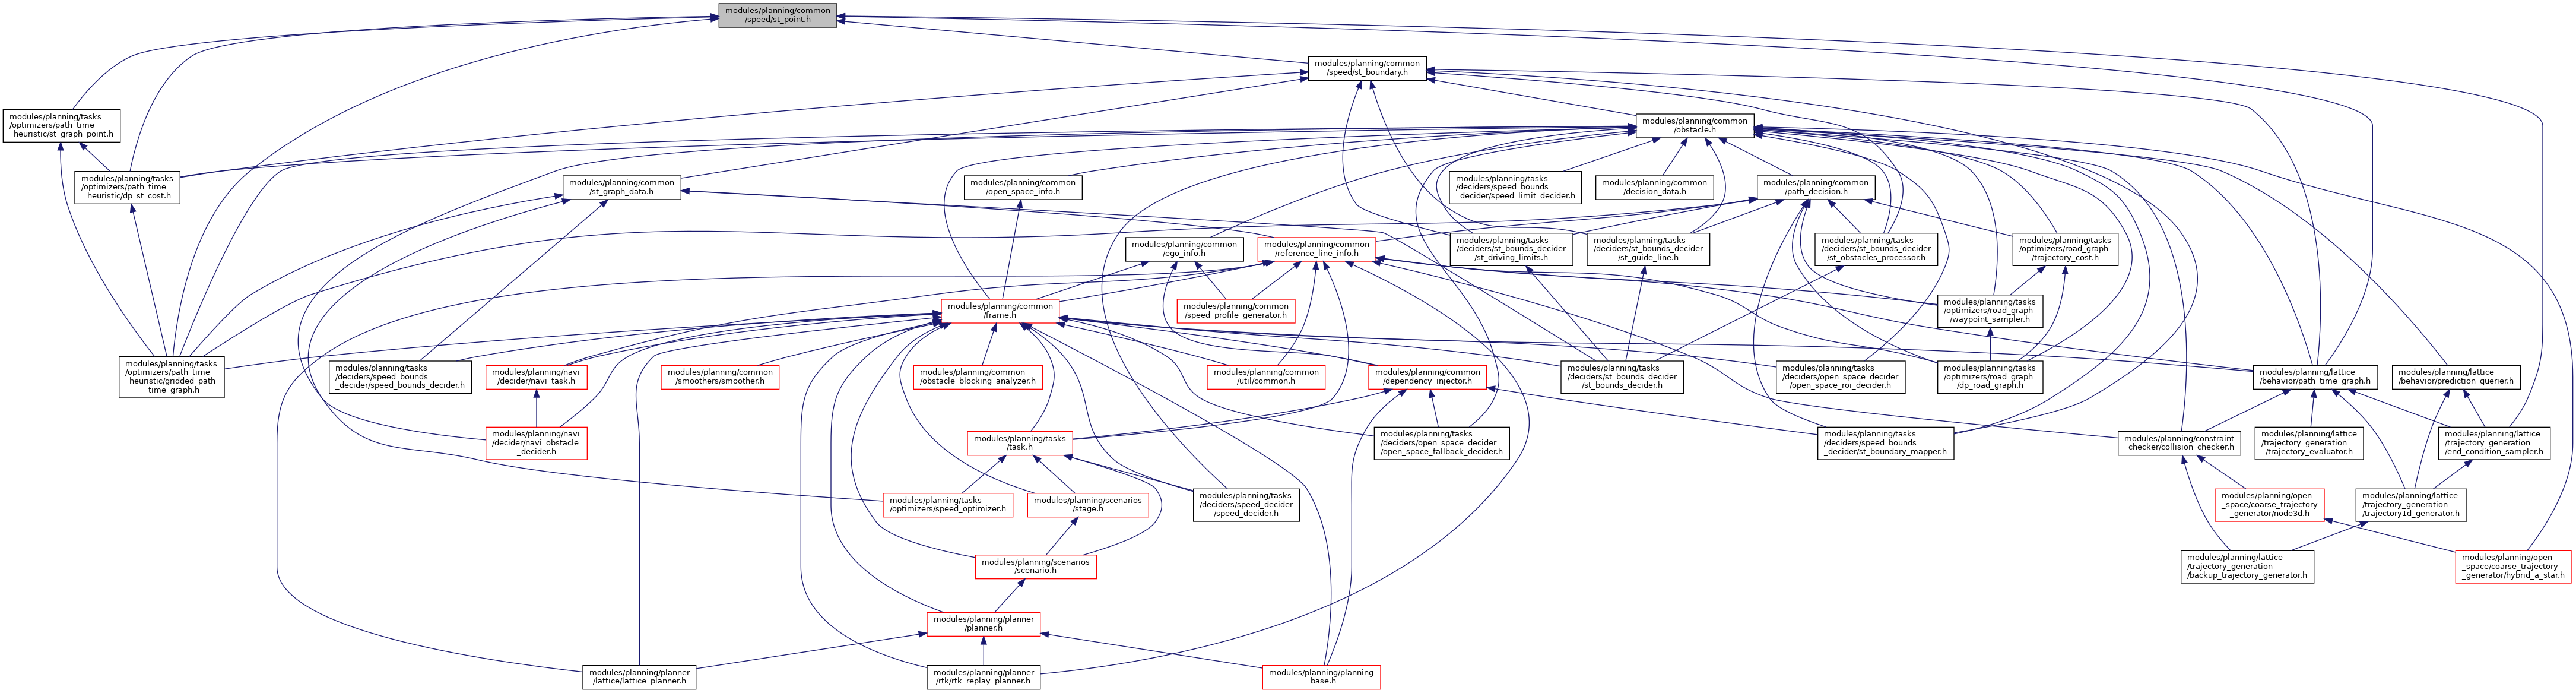 modules/planning/common
/speed/st_point.h
modules/planning/common
/speed/st_boundary.h
modules/planning/tasks
/optimizers/path_time
_heuristic/st_graph_point.h
modules/planning/common
/obstacle.h
modules/planning/tasks
/optimizers/path_time
_heuristic/dp_st_cost.h
modules/planning/common
/st_graph_data.h
modules/planning/common
/open_space_info.h
modules/planning/tasks
/deciders/speed_bounds
_decider/speed_limit_decider.h
modules/planning/common
/decision_data.h
modules/planning/common
/path_decision.h
modules/planning/common
/ego_info.h
modules/planning/common
/reference_line_info.h
modules/planning/tasks
/deciders/st_bounds_decider
/st_driving_limits.h
modules/planning/tasks
/deciders/st_bounds_decider
/st_guide_line.h
modules/planning/tasks
/deciders/st_bounds_decider
/st_obstacles_processor.h
modules/planning/tasks
/optimizers/road_graph
/trajectory_cost.h
modules/planning/common
/frame.h
modules/planning/common
/speed_profile_generator.h
modules/planning/tasks
/optimizers/road_graph
/waypoint_sampler.h
modules/planning/tasks
/optimizers/path_time
_heuristic/gridded_path
_time_graph.h
modules/planning/tasks
/deciders/speed_bounds
_decider/speed_bounds_decider.h
modules/planning/navi
/decider/navi_task.h
modules/planning/common
/smoothers/smoother.h
modules/planning/common
/obstacle_blocking_analyzer.h
modules/planning/common
/util/common.h
modules/planning/common
/dependency_injector.h
modules/planning/tasks
/deciders/st_bounds_decider
/st_bounds_decider.h
modules/planning/tasks
/deciders/open_space_decider
/open_space_roi_decider.h
modules/planning/tasks
/optimizers/road_graph
/dp_road_graph.h
modules/planning/lattice
/behavior/path_time_graph.h
modules/planning/lattice
/behavior/prediction_querier.h
modules/planning/navi
/decider/navi_obstacle
_decider.h
modules/planning/tasks
/task.h
modules/planning/tasks
/deciders/open_space_decider
/open_space_fallback_decider.h
modules/planning/tasks
/deciders/speed_bounds
_decider/st_boundary_mapper.h
modules/planning/constraint
_checker/collision_checker.h
modules/planning/lattice
/trajectory_generation
/trajectory_evaluator.h
modules/planning/lattice
/trajectory_generation
/end_condition_sampler.h
modules/planning/tasks
/optimizers/speed_optimizer.h
modules/planning/scenarios
/stage.h
modules/planning/tasks
/deciders/speed_decider
/speed_decider.h
modules/planning/open
_space/coarse_trajectory
_generator/node3d.h
modules/planning/lattice
/trajectory_generation
/trajectory1d_generator.h
modules/planning/scenarios
/scenario.h
modules/planning/lattice
/trajectory_generation
/backup_trajectory_generator.h
modules/planning/open
_space/coarse_trajectory
_generator/hybrid_a_star.h
modules/planning/planner
/planner.h
modules/planning/planner
/lattice/lattice_planner.h
modules/planning/planner
/rtk/rtk_replay_planner.h
modules/planning/planning
_base.h